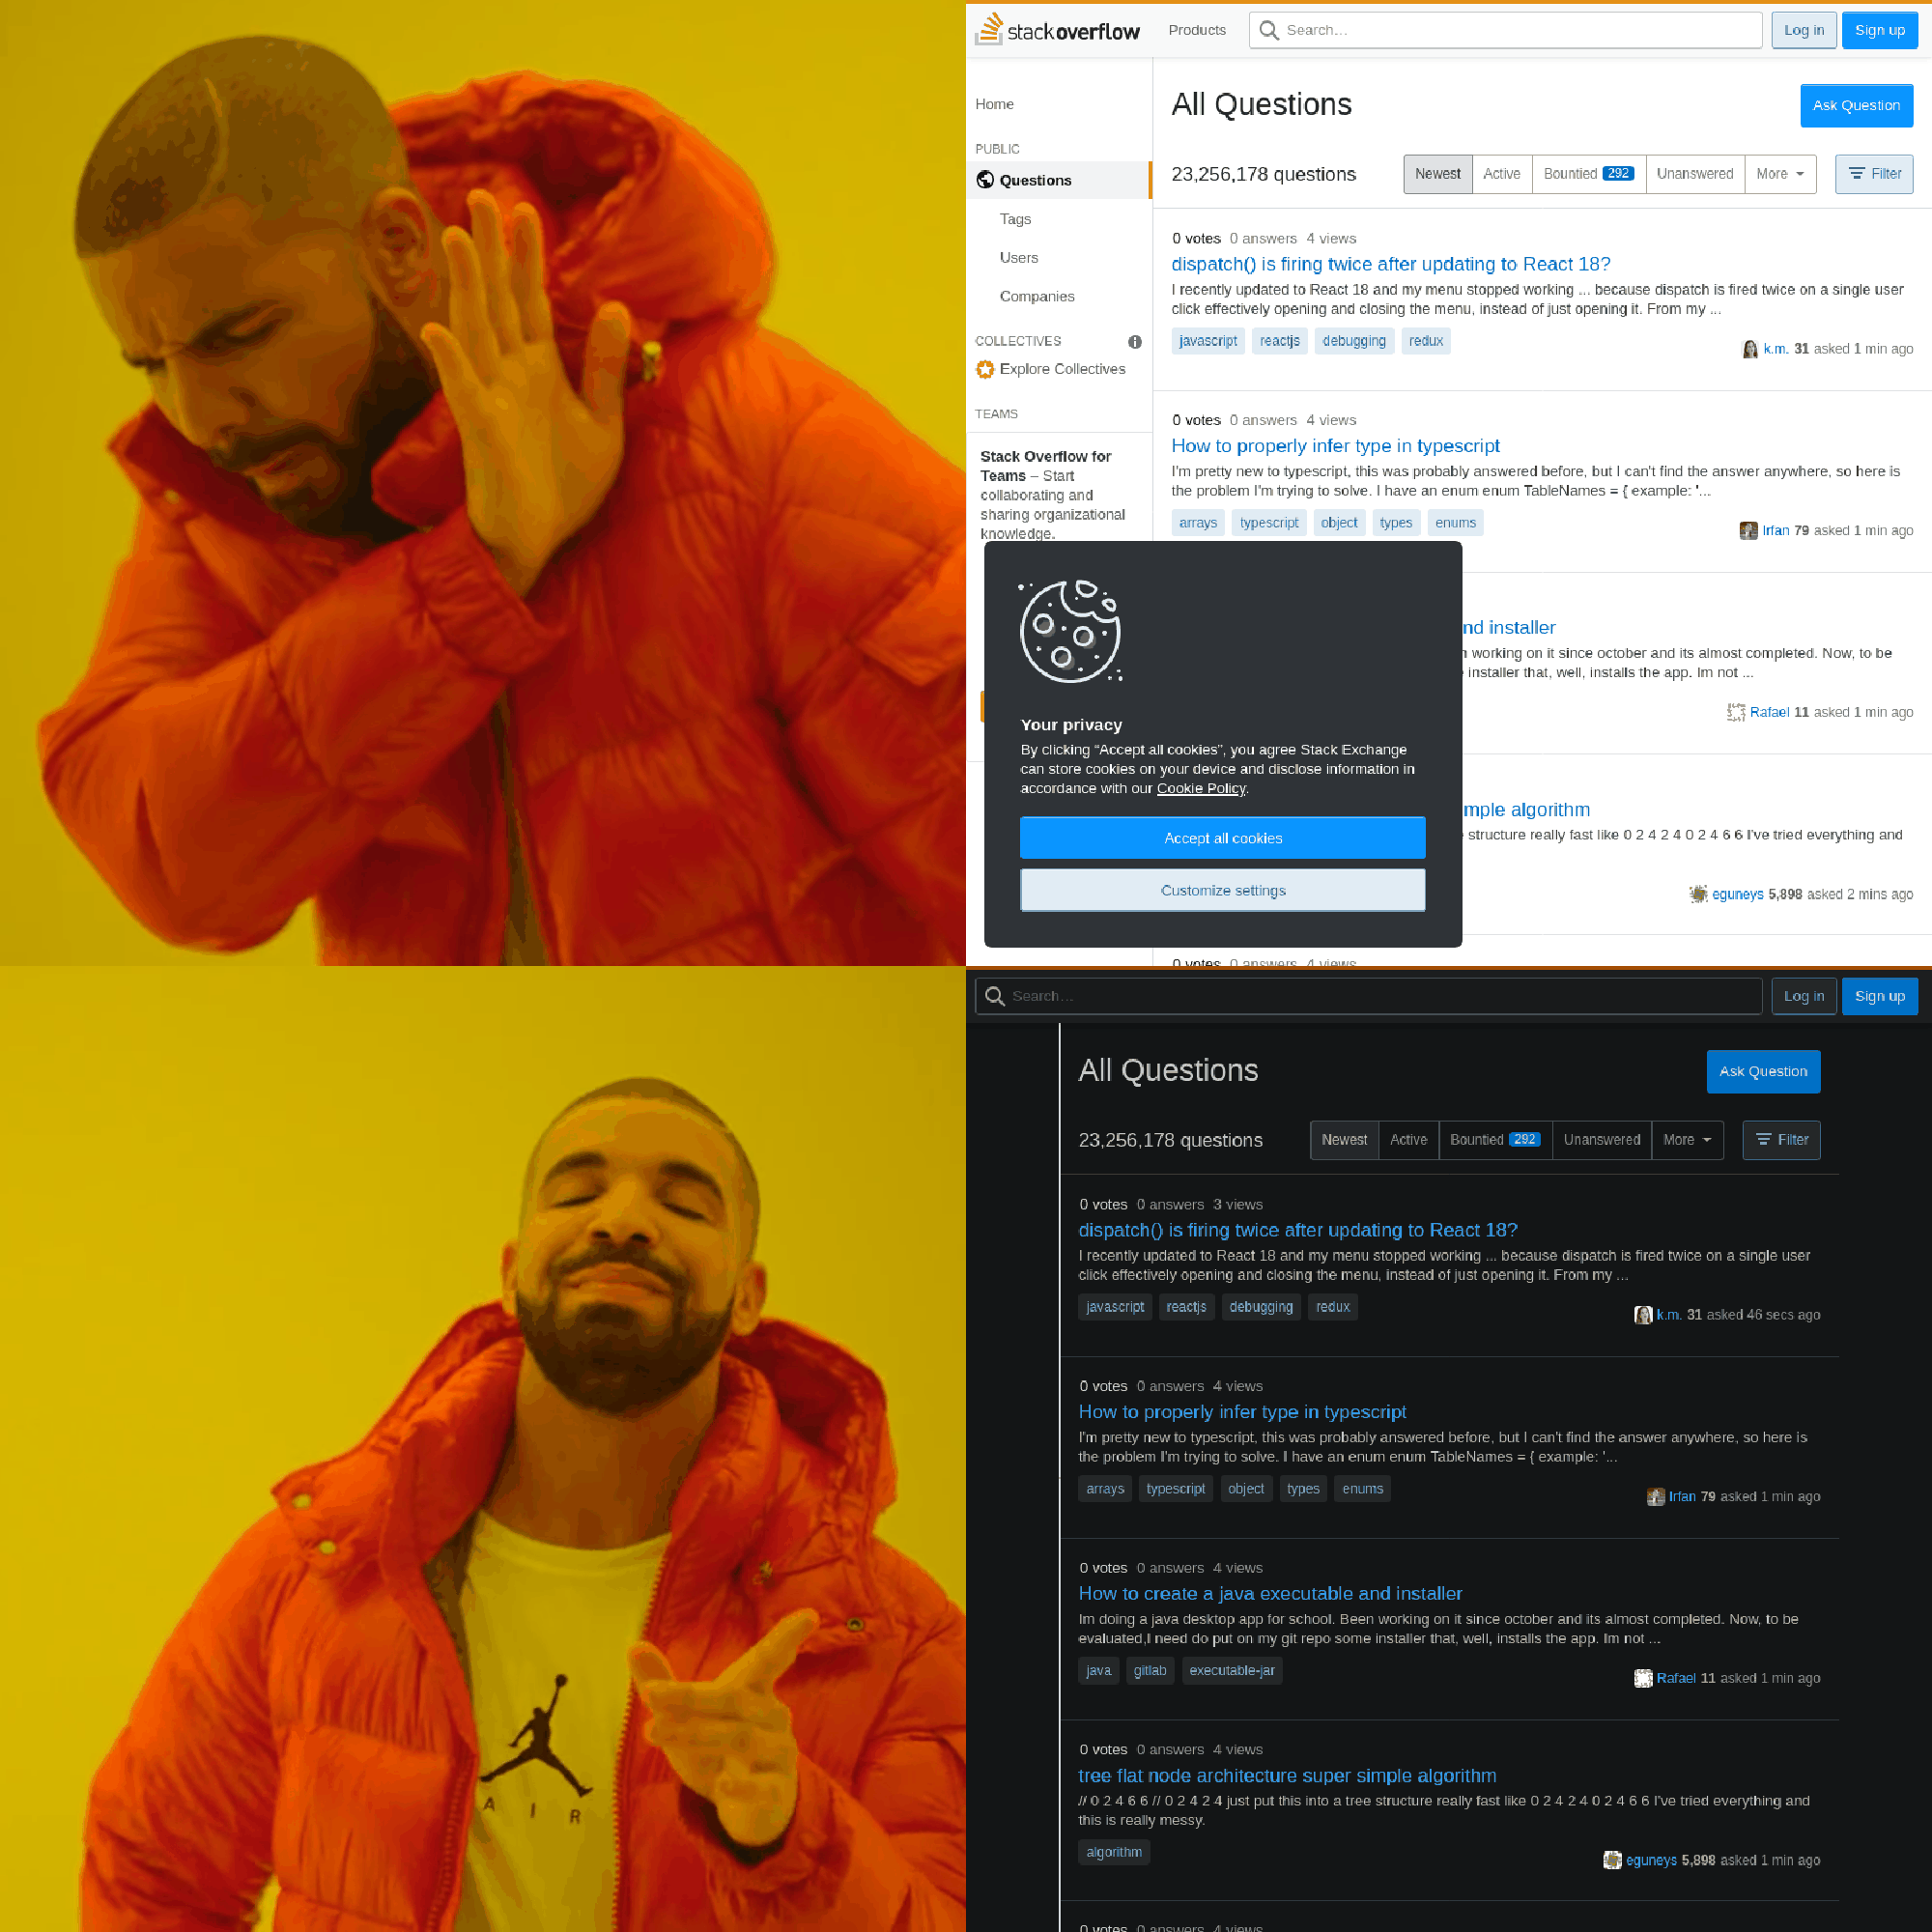 stackoverflow
Products
Search…
Log in
Sign up
Home
PUBLIC
Questions
Tags
Users
Companies
COLLECTIVES
Explore Collectives
TEAMS
Stack Overflow for
Teams – Start
collaborating and
sharing organizational
knowledge.
All Questions
Ask Question
23,256,178 questions
Newest
Active
Bountied 292
Unanswered
More
Filter
0 votes 0 answers 4 views
dispatch() is firing twice after updating to React 18?
I recently updated to React 18 and my menu stopped working ... because dispatch is fired twice on a single user
click effectively opening and closing the menu, instead of just opening it. From my ...
javascript reactjs debugging redux
k.m. 31 asked 1 min ago
0 votes 0 answers 4 views
How to properly infer type in typescript
I'm pretty new to typescript, this was probably answered before, but I can't find the answer anywhere, so here is
the problem I'm trying to solve. I have an enum enum TableNames = { example: '...
arrays typescript object types enums
Irfan 79 asked 1 min ago
nd installer
working on it since october and its almost completed. Now, to be
installer that, well, installs the app. Im not ...
Rafael 11 asked 1 min ago
mple algorithm
structure really fast like 0 2 4 2 4 0 2 4 6 6 I've tried everything and
eguneys 5,898 asked 2 mins ago
0 votes 0 answers 4 views
Your privacy
By clicking “Accept all cookies”, you agree Stack Exchange
can store cookies on your device and disclose information in
accordance with our Cookie Policy.
Accept all cookies
Customize settings
Search…
Log in
Sign up
All Questions
Ask Question
23,256,178 questions
Newest
Active
Bountied 292
Unanswered
More
Filter
0 votes 0 answers 3 views
dispatch() is firing twice after updating to React 18?
I recently updated to React 18 and my menu stopped working ... because dispatch is fired twice on a single user
click effectively opening and closing the menu, instead of just opening it. From my ...
javascript reactjs debugging redux
k.m. 31 asked 46 secs ago
0 votes 0 answers 4 views
How to properly infer type in typescript
I'm pretty new to typescript, this was probably answered before, but I can't find the answer anywhere, so here is
the problem I'm trying to solve. I have an enum enum TableNames = { example: '...
arrays typescript object types enums
Irfan 79 asked 1 min ago
0 votes 0 answers 4 views
How to create a java executable and installer
Im doing a java desktop app for school. Been working on it since october and its almost completed. Now, to be
evaluated,I need do put on my git repo some installer that, well, installs the app. Im not ...
java gitlab executable-jar
Rafael 11 asked 1 min ago
0 votes 0 answers 4 views
tree flat node architecture super simple algorithm
// 0 2 4 6 6 // 0 2 4 2 4 just put this into a tree structure really fast like 0 2 4 2 4 0 2 4 6 6 I've tried everything and
this is really messy.
algorithm
eguneys 5,898 asked 1 min ago
0 votes 0 answers 4 views
AIR